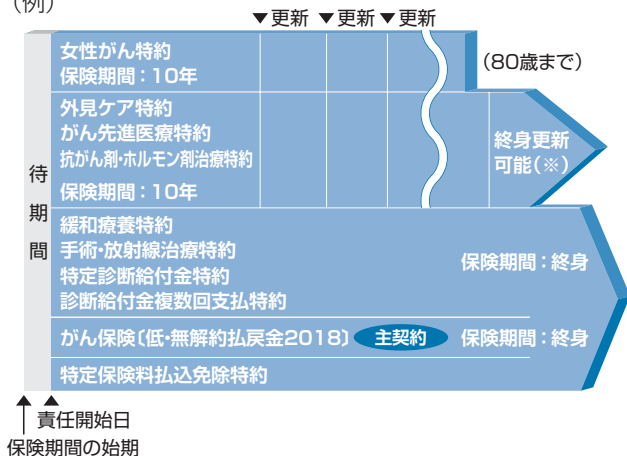 (例)
▼更新 ▼更新 ▼更新
女性がん特約
保険期間：10年
(80歳まで)
外見ケア特約
がん先進医療特約
抗がん剤・ホルモン剤治療特約
保険期間：10年
終身更新
可能(※)
待期間
緩和療養特約
手術・放射線治療特約
特定診断給付金特約
診断給付金複数回支払特約
保険期間：終身
がん保険〔低・無解約払戻金2018〕 主契約 保険期間：終身
特定保険料払込免除特約
責任開始日
保険期間の始期